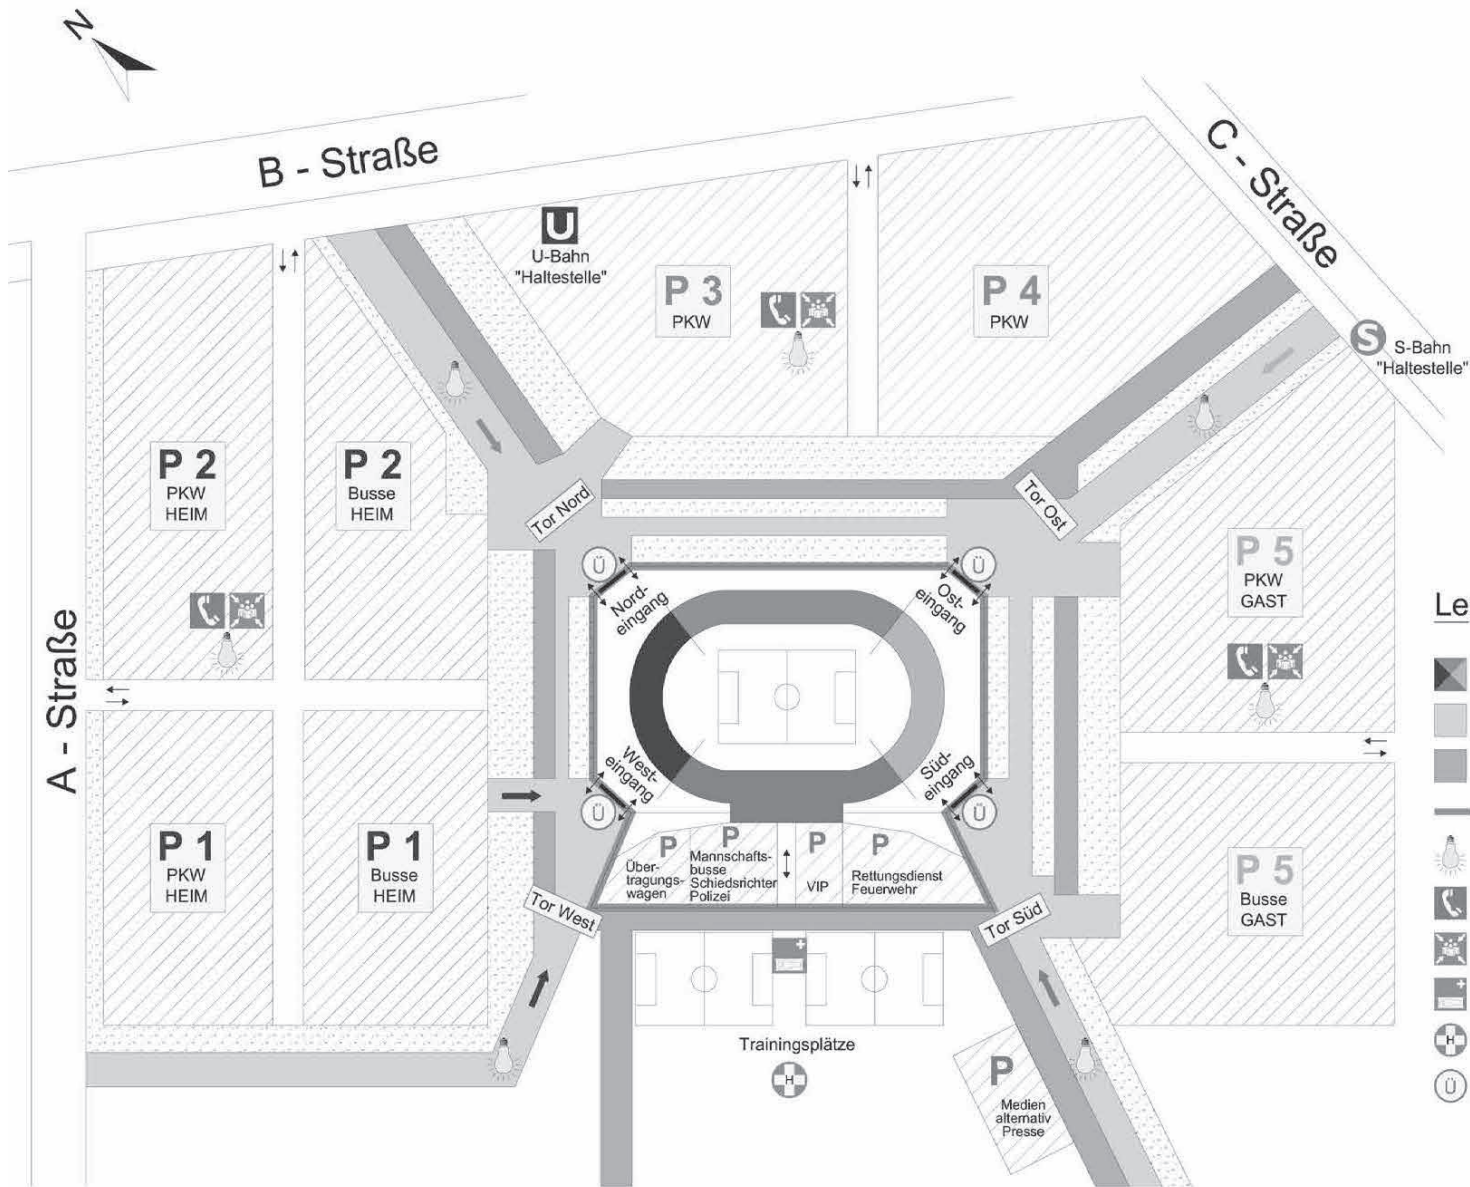 N
B - Straße
C - Straße
U
U-Bahn
"Haltestelle"
P 3
PKW
P 4
PKW
S
S-Bahn
"Haltestelle"
P 2
PKW
HEIM
P 2
Busse
HEIM
Tor Nord
Tor Ost
Ü
Nord-
eingang
Ü
Ost-
eingang
P 5
PKW
GAST
A - Straße
West-
eingang
Ü
Süd-
eingang
Ü
P 1
PKW
HEIM
P 1
Busse
HEIM
P
Über-
tragungs-
wagen
P
Mannschafts-
busse
Schiedsrichter
Polizei
P
VIP
P
Rettungsdienst
Feuerwehr
P 5
Busse
GAST
Tor West
Tor Süd
Trainingsplätze
H
P
Medien
alternativ
Presse
Le
H
Ü